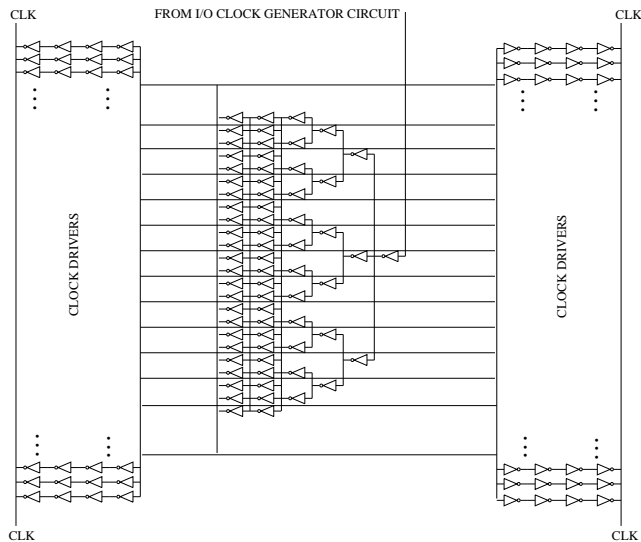 CLK
FROM I/O CLOCK GENERATOR CIRCUIT
CLK
CLOCK DRIVERS
CLOCK DRIVERS
CLK
CLK